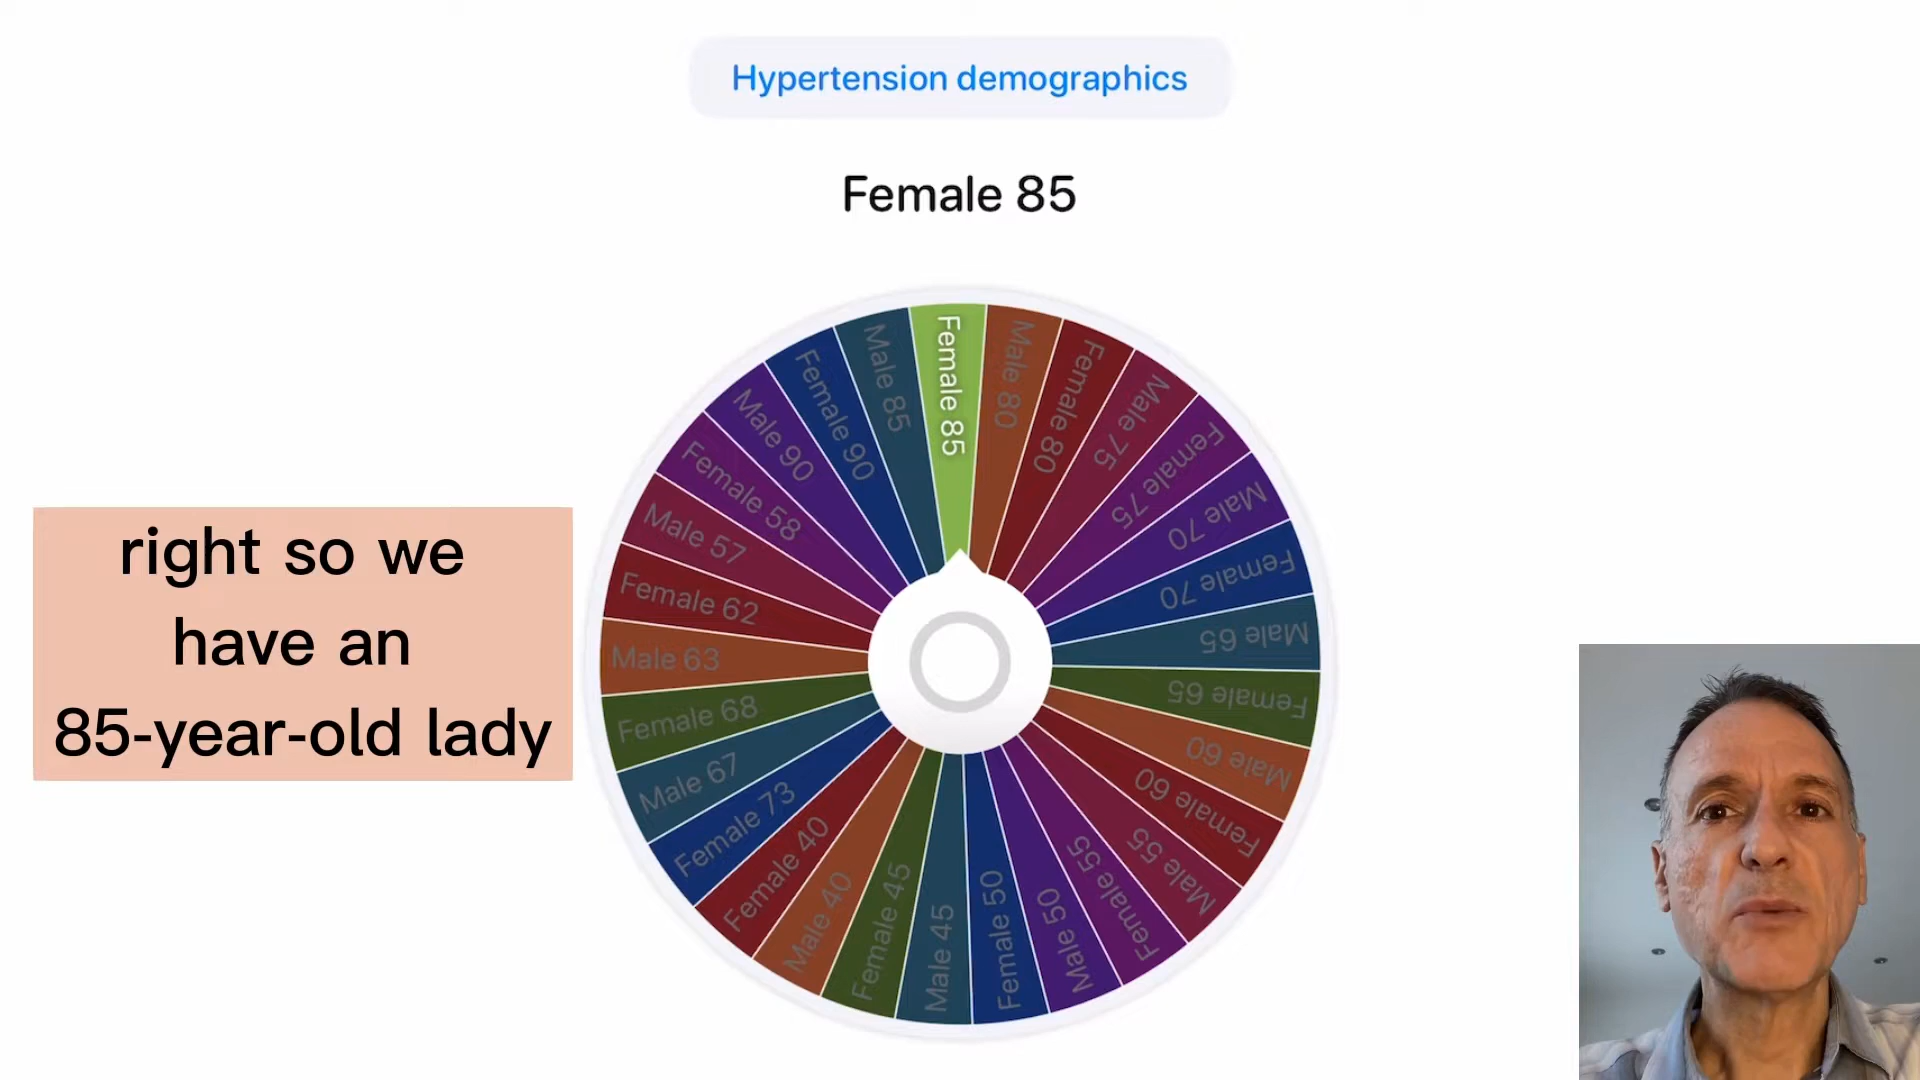 Hypertension demographics
Female 85
Female 85
Male 80
Female 80
Male 75
Female 75
Male 70
Female 70
Male 65
Female 65
Male 60
Female 60
Male 55
Female 55
Male 50
Female 50
Male 45
Female 45
Male 40
Female 40
Female 73
Male 67
Female 68
Male 63
Female 62
Male 57
Female 58
Male 90
Female 90
Male 85
right so we
have an
85-year-old lady